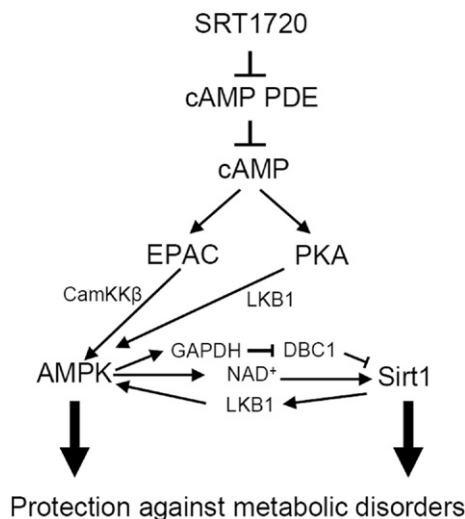 SRT1720
cAMP PDE
cAMP
EPAC PKA
CamKKβ LKB1
GAPDH DBC1
AMPK NAD⁺ Sirt1
LKB1
Protection against metabolic disorders